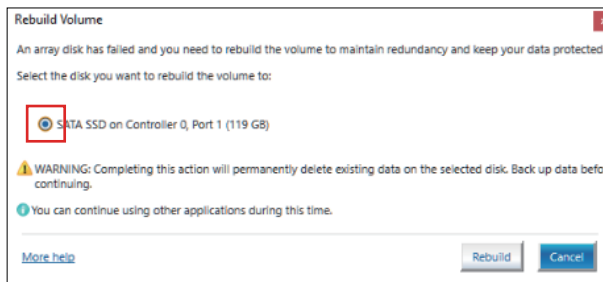 Rebuild Volume
An array disk has failed and you need to rebuild the volume to maintain redundancy and keep your data protected
Select the disk you want to rebuild the volume to:
SATA SSD on Controller 0, Port 1 (119 GB)
WARNING: Completing this action will permanently delete existing data on the selected disk. Back up data befo
continuing.
You can continue using other applications during this time.
More help
Rebuild
Cancel